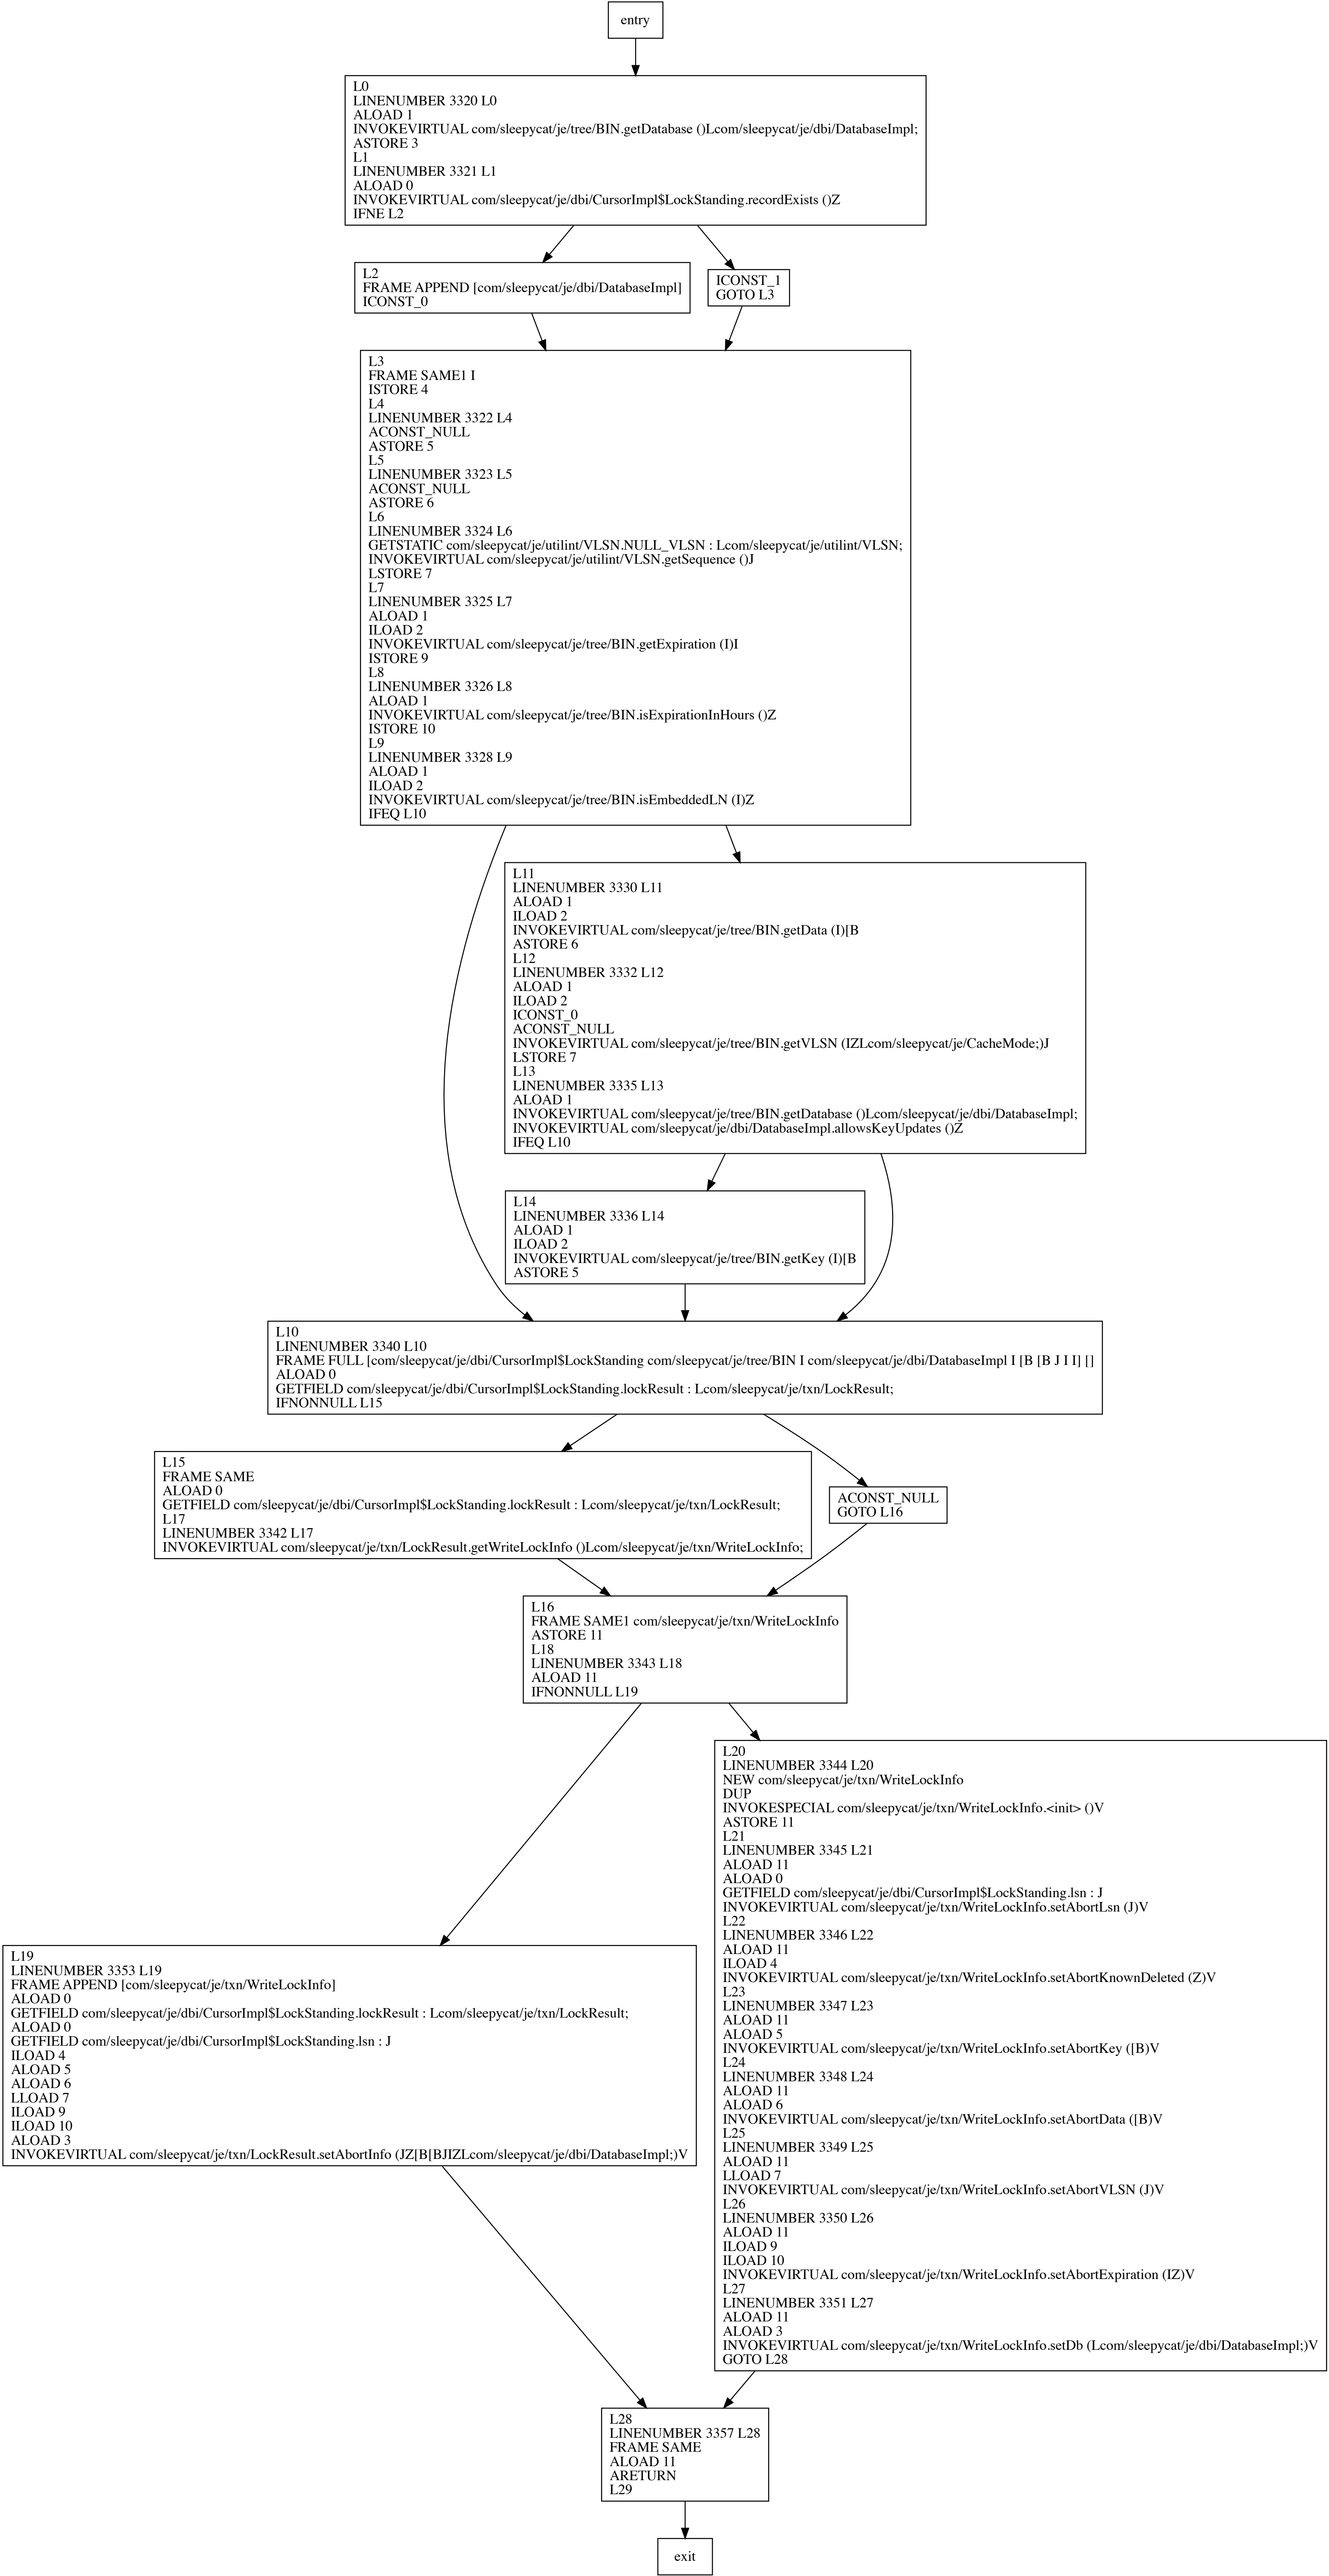 entry
L0
LINENUMBER 3320 L0
ALOAD 1
INVOKEVIRTUAL com/sleepycat/je/tree/BIN.getDatabase ()Lcom/sleepycat/je/dbi/DatabaseImpl;
ASTORE 3
L1
LINENUMBER 3321 L1
ALOAD 0
INVOKEVIRTUAL com/sleepycat/je/dbi/CursorImpl$LockStanding.recordExists ()Z
IFNE L2
L2
FRAME APPEND [com/sleepycat/je/dbi/DatabaseImpl]
ICONST_0
ICONST_1
GOTO L3
L3
FRAME SAME1 I
ISTORE 4
L4
LINENUMBER 3322 L4
ACONST_NULL
ASTORE 5
L5
LINENUMBER 3323 L5
ACONST_NULL
ASTORE 6
L6
LINENUMBER 3324 L6
GETSTATIC com/sleepycat/je/utilint/VLSN.NULL_VLSN : Lcom/sleepycat/je/utilint/VLSN;
INVOKEVIRTUAL com/sleepycat/je/utilint/VLSN.getSequence ()J
LSTORE 7
L7
LINENUMBER 3325 L7
ALOAD 1
ILOAD 2
INVOKEVIRTUAL com/sleepycat/je/tree/BIN.getExpiration (I)I
ISTORE 9
L8
LINENUMBER 3326 L8
ALOAD 1
INVOKEVIRTUAL com/sleepycat/je/tree/BIN.isExpirationInHours ()Z
ISTORE 10
L9
LINENUMBER 3328 L9
ALOAD 1
ILOAD 2
INVOKEVIRTUAL com/sleepycat/je/tree/BIN.isEmbeddedLN (I)Z
IFEQ L10
L11
LINENUMBER 3330 L11
ALOAD 1
ILOAD 2
INVOKEVIRTUAL com/sleepycat/je/tree/BIN.getData (I)[B
ASTORE 6
L12
LINENUMBER 3332 L12
ALOAD 1
ILOAD 2
ICONST_0
ACONST_NULL
INVOKEVIRTUAL com/sleepycat/je/tree/BIN.getVLSN (IZLcom/sleepycat/je/CacheMode;)J
LSTORE 7
L13
LINENUMBER 3335 L13
ALOAD 1
INVOKEVIRTUAL com/sleepycat/je/tree/BIN.getDatabase ()Lcom/sleepycat/je/dbi/DatabaseImpl;
INVOKEVIRTUAL com/sleepycat/je/dbi/DatabaseImpl.allowsKeyUpdates ()Z
IFEQ L10
L14
LINENUMBER 3336 L14
ALOAD 1
ILOAD 2
INVOKEVIRTUAL com/sleepycat/je/tree/BIN.getKey (I)[B
ASTORE 5
L10
LINENUMBER 3340 L10
FRAME FULL [com/sleepycat/je/dbi/CursorImpl$LockStanding com/sleepycat/je/tree/BIN I com/sleepycat/je/dbi/DatabaseImpl I [B [B J I I] []
ALOAD 0
GETFIELD com/sleepycat/je/dbi/CursorImpl$LockStanding.lockResult : Lcom/sleepycat/je/txn/LockResult;
IFNONNULL L15
L15
FRAME SAME
ALOAD 0
GETFIELD com/sleepycat/je/dbi/CursorImpl$LockStanding.lockResult : Lcom/sleepycat/je/txn/LockResult;
L17
LINENUMBER 3342 L17
INVOKEVIRTUAL com/sleepycat/je/txn/LockResult.getWriteLockInfo ()Lcom/sleepycat/je/txn/WriteLockInfo;
ACONST_NULL
GOTO L16
L16
FRAME SAME1 com/sleepycat/je/txn/WriteLockInfo
ASTORE 11
L18
LINENUMBER 3343 L18
ALOAD 11
IFNONNULL L19
L20
LINENUMBER 3344 L20
NEW com/sleepycat/je/txn/WriteLockInfo
DUP
INVOKESPECIAL com/sleepycat/je/txn/WriteLockInfo.<init> ()V
ASTORE 11
L21
LINENUMBER 3345 L21
ALOAD 11
ALOAD 0
GETFIELD com/sleepycat/je/dbi/CursorImpl$LockStanding.lsn : J
INVOKEVIRTUAL com/sleepycat/je/txn/WriteLockInfo.setAbortLsn (J)V
L22
LINENUMBER 3346 L22
ALOAD 11
ILOAD 4
INVOKEVIRTUAL com/sleepycat/je/txn/WriteLockInfo.setAbortKnownDeleted (Z)V
L23
LINENUMBER 3347 L23
ALOAD 11
ALOAD 5
INVOKEVIRTUAL com/sleepycat/je/txn/WriteLockInfo.setAbortKey ([B)V
L24
LINENUMBER 3348 L24
ALOAD 11
ALOAD 6
INVOKEVIRTUAL com/sleepycat/je/txn/WriteLockInfo.setAbortData ([B)V
L25
LINENUMBER 3349 L25
ALOAD 11
LLOAD 7
INVOKEVIRTUAL com/sleepycat/je/txn/WriteLockInfo.setAbortVLSN (J)V
L26
LINENUMBER 3350 L26
ALOAD 11
ILOAD 9
ILOAD 10
INVOKEVIRTUAL com/sleepycat/je/txn/WriteLockInfo.setAbortExpiration (IZ)V
L27
LINENUMBER 3351 L27
ALOAD 11
ALOAD 3
INVOKEVIRTUAL com/sleepycat/je/txn/WriteLockInfo.setDb (Lcom/sleepycat/je/dbi/DatabaseImpl;)V
GOTO L28
L19
LINENUMBER 3353 L19
FRAME APPEND [com/sleepycat/je/txn/WriteLockInfo]
ALOAD 0
GETFIELD com/sleepycat/je/dbi/CursorImpl$LockStanding.lockResult : Lcom/sleepycat/je/txn/LockResult;
ALOAD 0
GETFIELD com/sleepycat/je/dbi/CursorImpl$LockStanding.lsn : J
ILOAD 4
ALOAD 5
ALOAD 6
LLOAD 7
ILOAD 9
ILOAD 10
ALOAD 3
INVOKEVIRTUAL com/sleepycat/je/txn/LockResult.setAbortInfo (JZ[B[BJIZLcom/sleepycat/je/dbi/DatabaseImpl;)V
L28
LINENUMBER 3357 L28
FRAME SAME
ALOAD 11
ARETURN
L29
exit